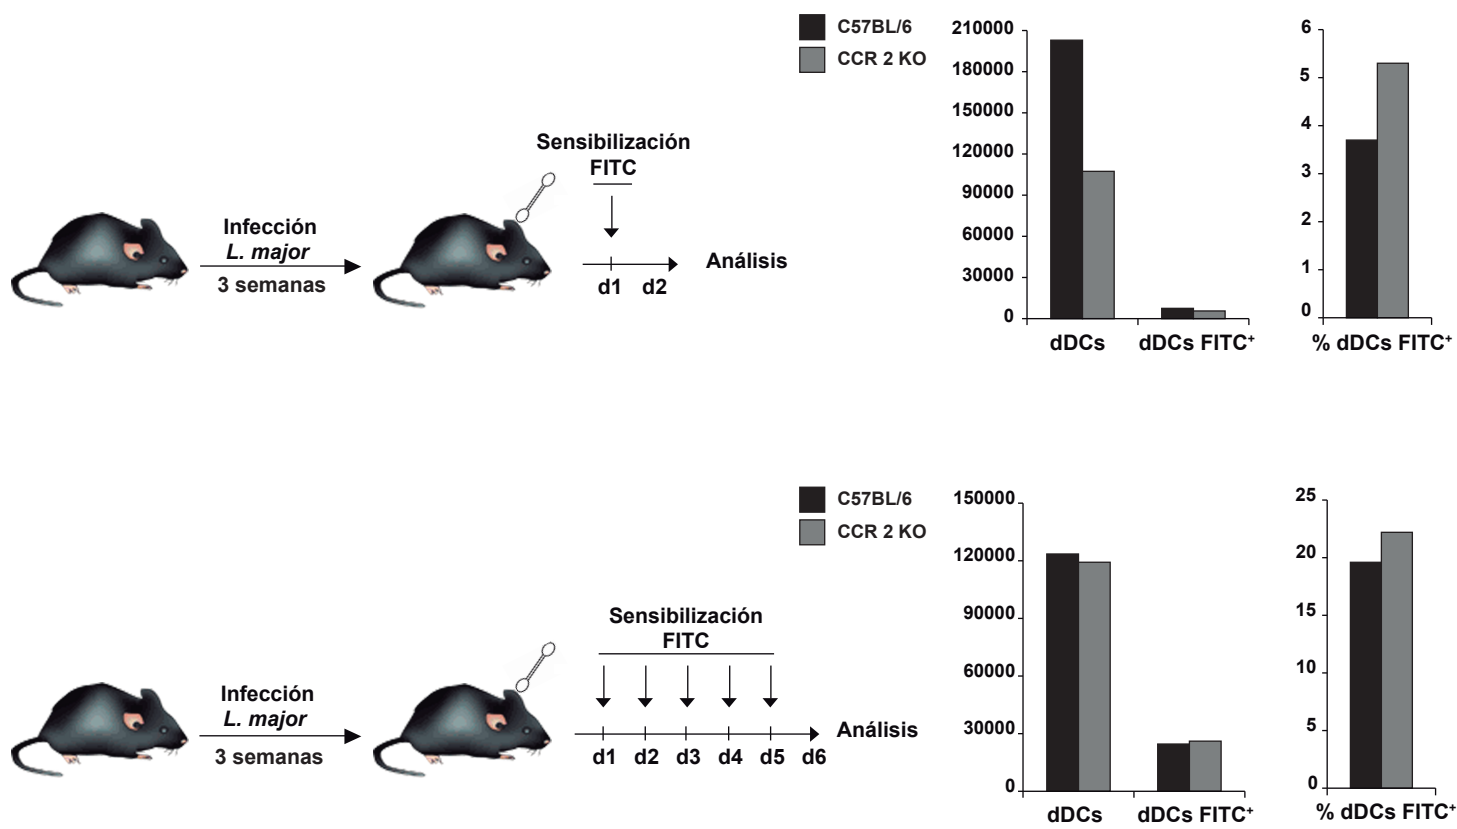 C57BL/6
CCR 2 KO
Sensibilización
FITC
Infección
L. major
3 semanas
d1 d2
Análisis
210000
180000
150000
120000
90000
60000
30000
0
dDCs dDCs FITC+
6
5
4
3
2
1
0
% dDCs FITC+
C57BL/6
CCR 2 KO
Sensibilización
FITC
Infección
L. major
3 semanas
d1 d2 d3 d4 d5 d6
Análisis
150000
120000
90000
60000
30000
0
dDCs dDCs FITC+
25
20
15
10
5
0
% dDCs FITC+